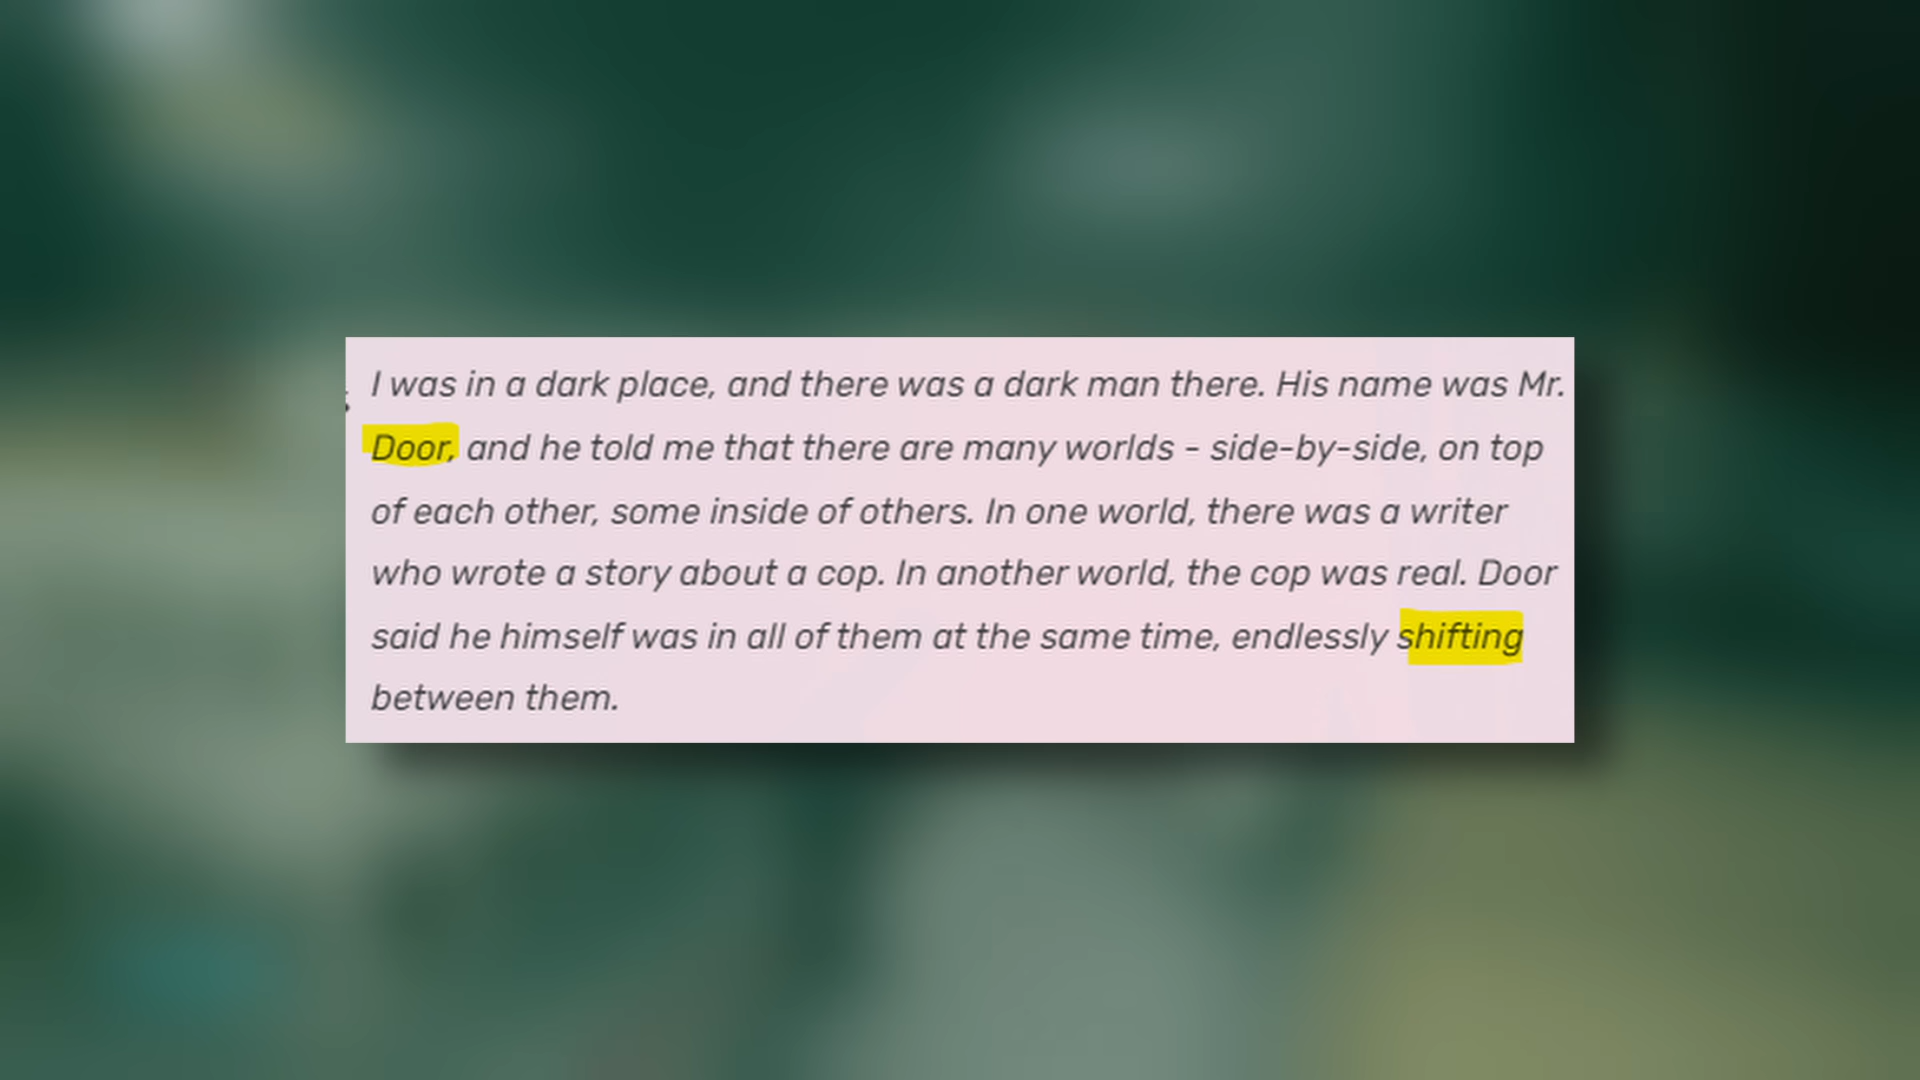 I was in a dark place, and there was a dark man there. His name was Mr.
Door, and he told me that there are many worlds - side-by-side, on top
of each other, some inside of others. In one world, there was a writer
who wrote a story about a cop. In another world, the cop was real. Door
said he himself was in all of them at the same time, endlessly shifting
between them.